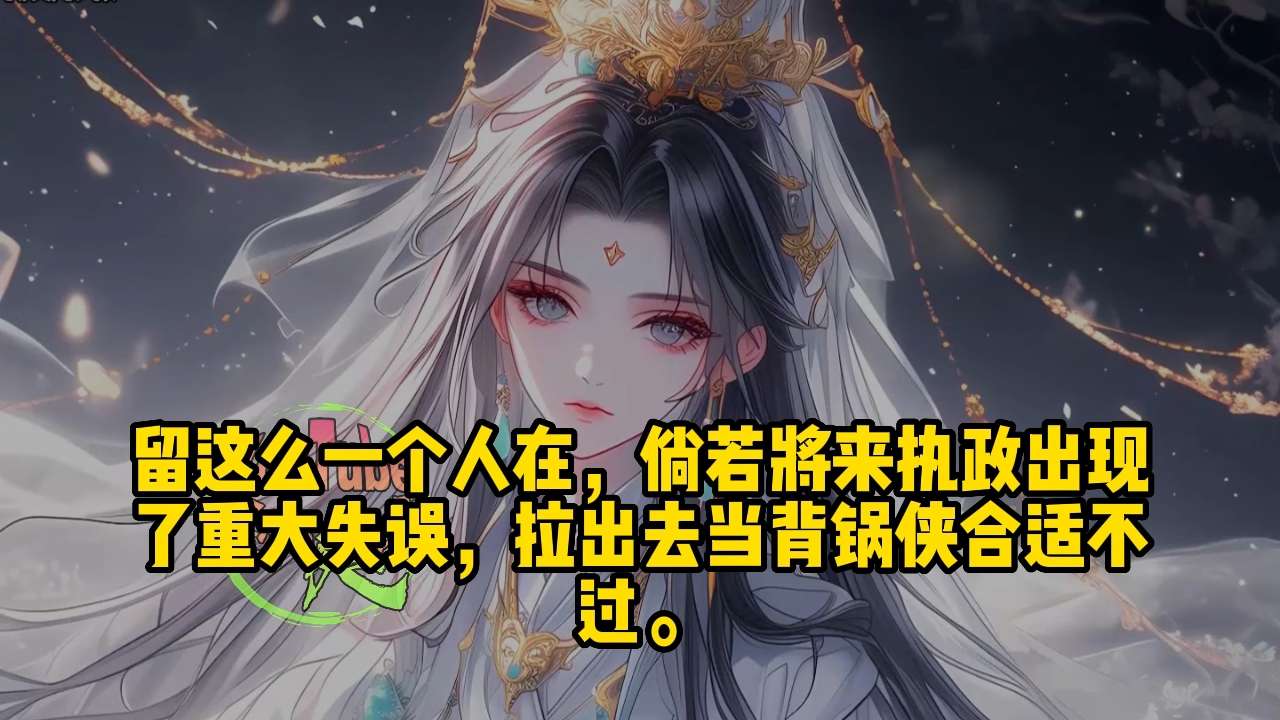 留这么一个人在，倘若將来执政出现
了重大失误，拉出去当背锅侠合适不
过。